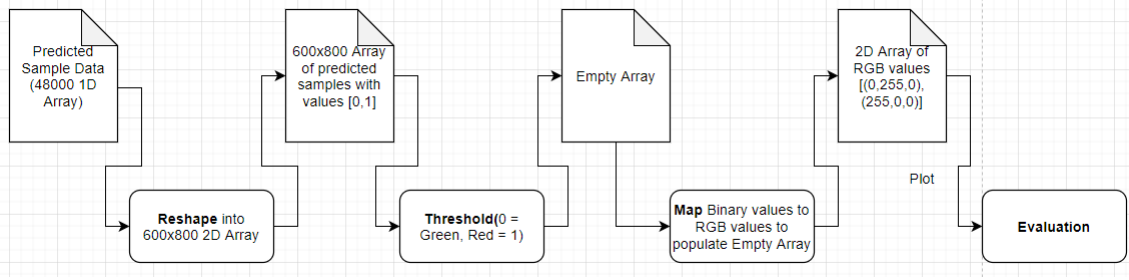 Predicted
Sample Data
(48000 1D
Array)
Reshape into
600x800 2D Array
600x800 Array
of predicted
samples with
values [0,1]
Threshold(0 =
Green, Red = 1)
Empty Array
Map Binary values to
RGB values to
populate Empty Array
2D Array of
RGB values
[(0,255,0),
(255,0,0)]
Plot
Evaluation